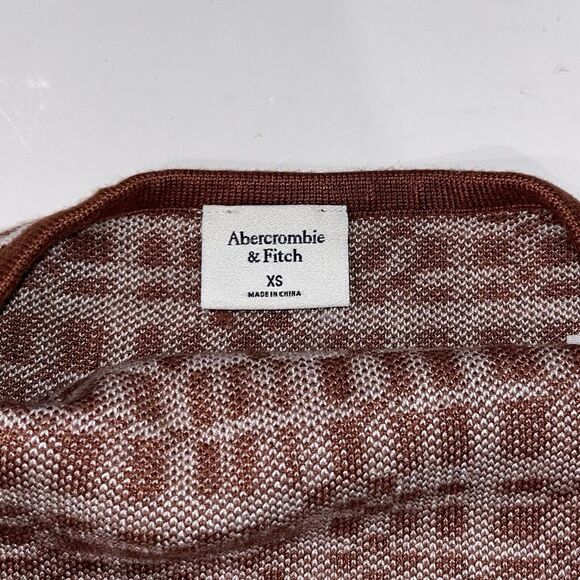 Abercrombie
& Fitch
XS
MADE IN CHINA